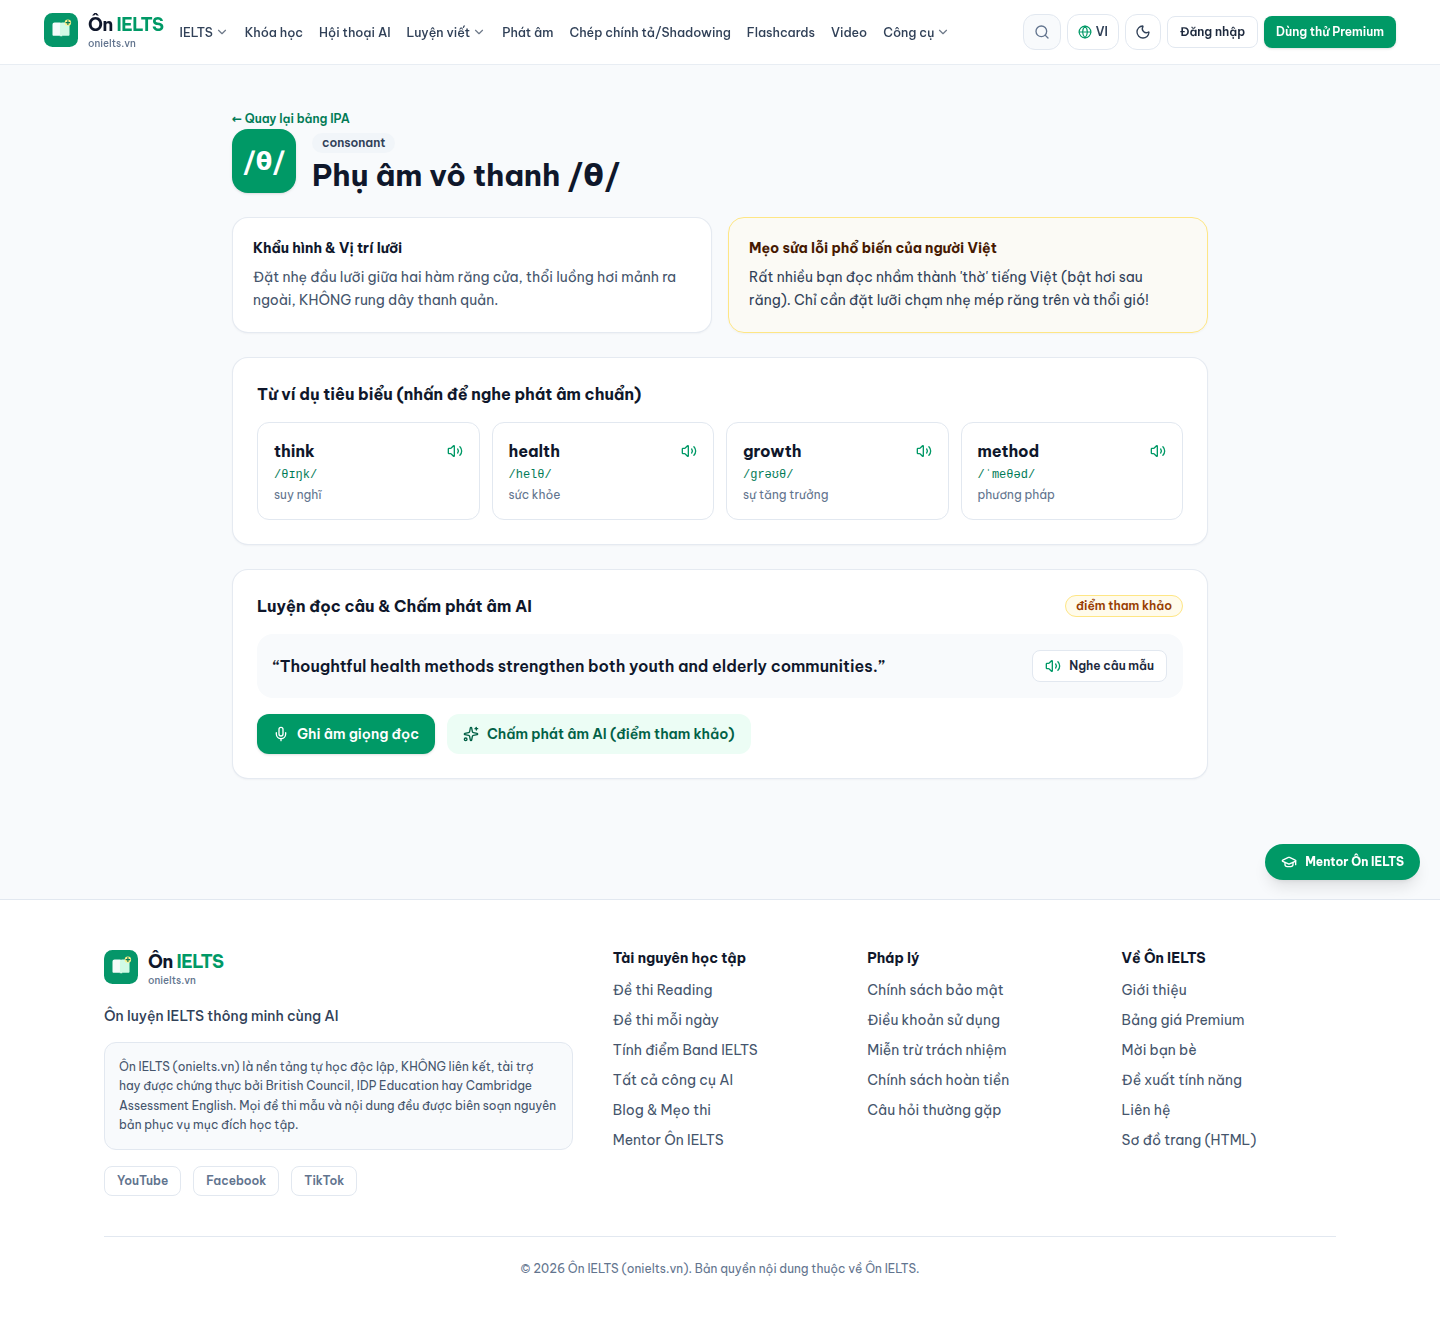 Ôn IELTS
onielts.vn
IELTS Khóa học Hội thoại AI Luyện viết Phát âm Chép chính tả/Shadowing Flashcards Video Công cụ VI Đăng nhập Dùng thử Premium
← Quay lại bảng IPA
/θ/
consonant
Phụ âm vô thanh /θ/
Khẩu hình & Vị trí lưỡi
Đặt nhẹ đầu lưỡi giữa hai hàm răng cửa, thổi luồng hơi mảnh ra
ngoài, KHÔNG rung dây thanh quản.
Mẹo sửa lỗi phổ biến của người Việt
Rất nhiều bạn đọc nhầm thành 'thờ' tiếng Việt (bật hơi sau
răng). Chỉ cần đặt lưỡi chạm nhẹ mép răng trên và thổi gió!
Từ ví dụ tiêu biểu (nhấn để nghe phát âm chuẩn)
think
/θɪŋk/
suy nghĩ
health
/helθ/
sức khỏe
growth
/ɡrəʊθ/
sự tăng trưởng
method
/ˈmeθəd/
phương pháp
Luyện đọc câu & Chấm phát âm AI
điểm tham khảo
“Thoughtful health methods strengthen both youth and elderly communities.”
Nghe câu mẫu
Ghi âm giọng đọc
Chấm phát âm AI (điểm tham khảo)
Mentor Ôn IELTS
Ôn IELTS
onielts.vn
Ôn luyện IELTS thông minh cùng AI
Ôn IELTS (onielts.vn) là nền tảng tự học độc lập, KHÔNG liên kết, tài trợ
hay được chứng thực bởi British Council, IDP Education hay Cambridge
Assessment English. Mọi đề thi mẫu và nội dung đều được biên soạn nguyên
bản phục vụ mục đích học tập.
YouTube Facebook TikTok
Tài nguyên học tập
Đề thi Reading
Đề thi mỗi ngày
Tính điểm Band IELTS
Tất cả công cụ AI
Blog & Mẹo thi
Mentor Ôn IELTS
Pháp lý
Chính sách bảo mật
Điều khoản sử dụng
Miễn trừ trách nhiệm
Chính sách hoàn tiền
Câu hỏi thường gặp
Về Ôn IELTS
Giới thiệu
Bảng giá Premium
Mời bạn bè
Đề xuất tính năng
Liên hệ
Sơ đồ trang (HTML)
© 2026 Ôn IELTS (onielts.vn). Bản quyền nội dung thuộc về Ôn IELTS.